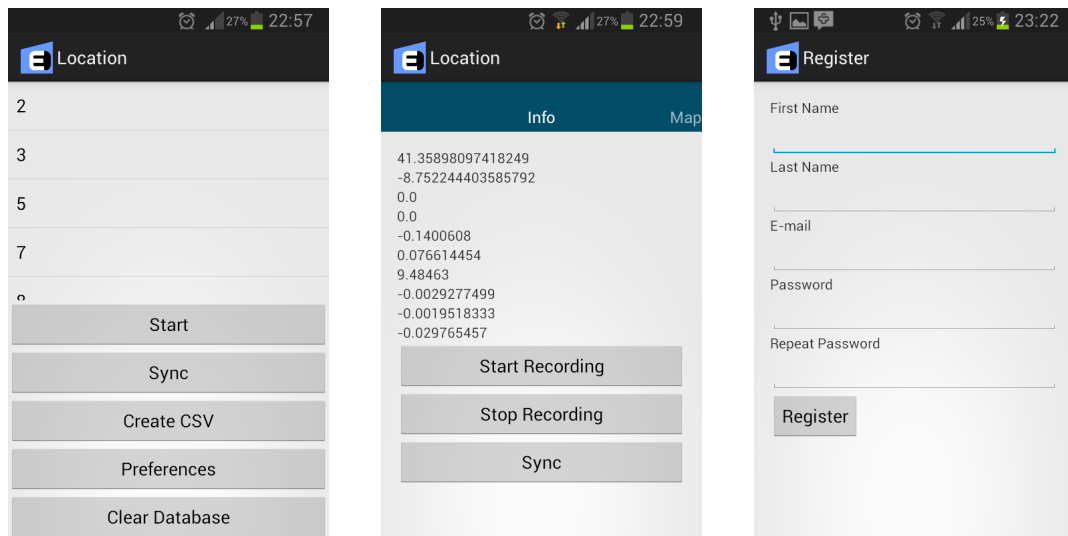 27% 22:57
Location
2
3
5
7
Start
Sync
Create CSV
Preferences
Clear Database
27% 22:59
Location
Info Map
41.35898097418249
-8.752244403585792
0.0
0.0
-0.1400608
0.076614454
9.48463
-0.0029277499
-0.0019518333
-0.029765457
Start Recording
Stop Recording
Sync
25% 23:22
Register
First Name
Last Name
E-mail
Password
Repeat Password
Register